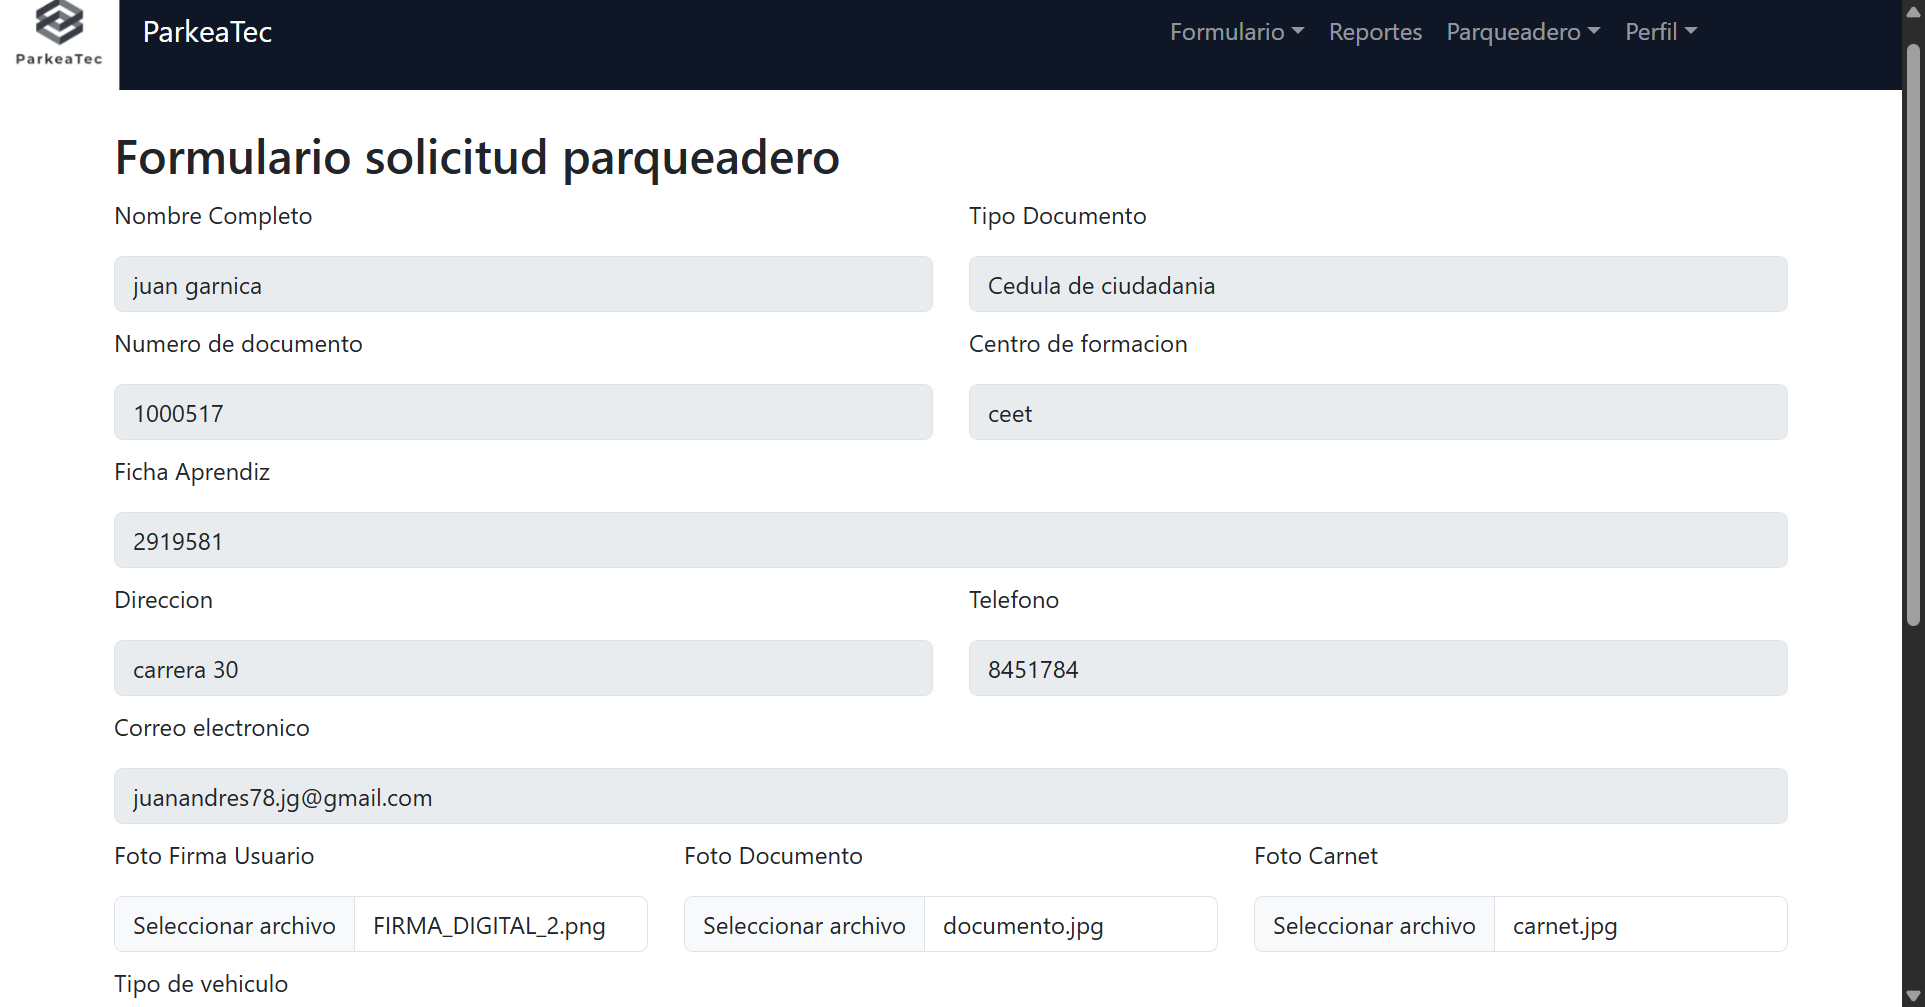 ParkeaTec
ParkeaTec Formulario Reportes Parqueadero Perfil
Formulario solicitud parqueadero
Nombre Completo Tipo Documento
juan garnica Cedula de ciudadania
Numero de documento Centro de formacion
1000517 ceet
Ficha Aprendiz
2919581
Direccion Telefono
carrera 30 8451784
Correo electronico
juanandres78.jg@gmail.com
Foto Firma Usuario Foto Documento Foto Carnet
Seleccionar archivo FIRMA_DIGITAL_2.png Seleccionar archivo documento.jpg Seleccionar archivo carnet.jpg
Tipo de vehiculo